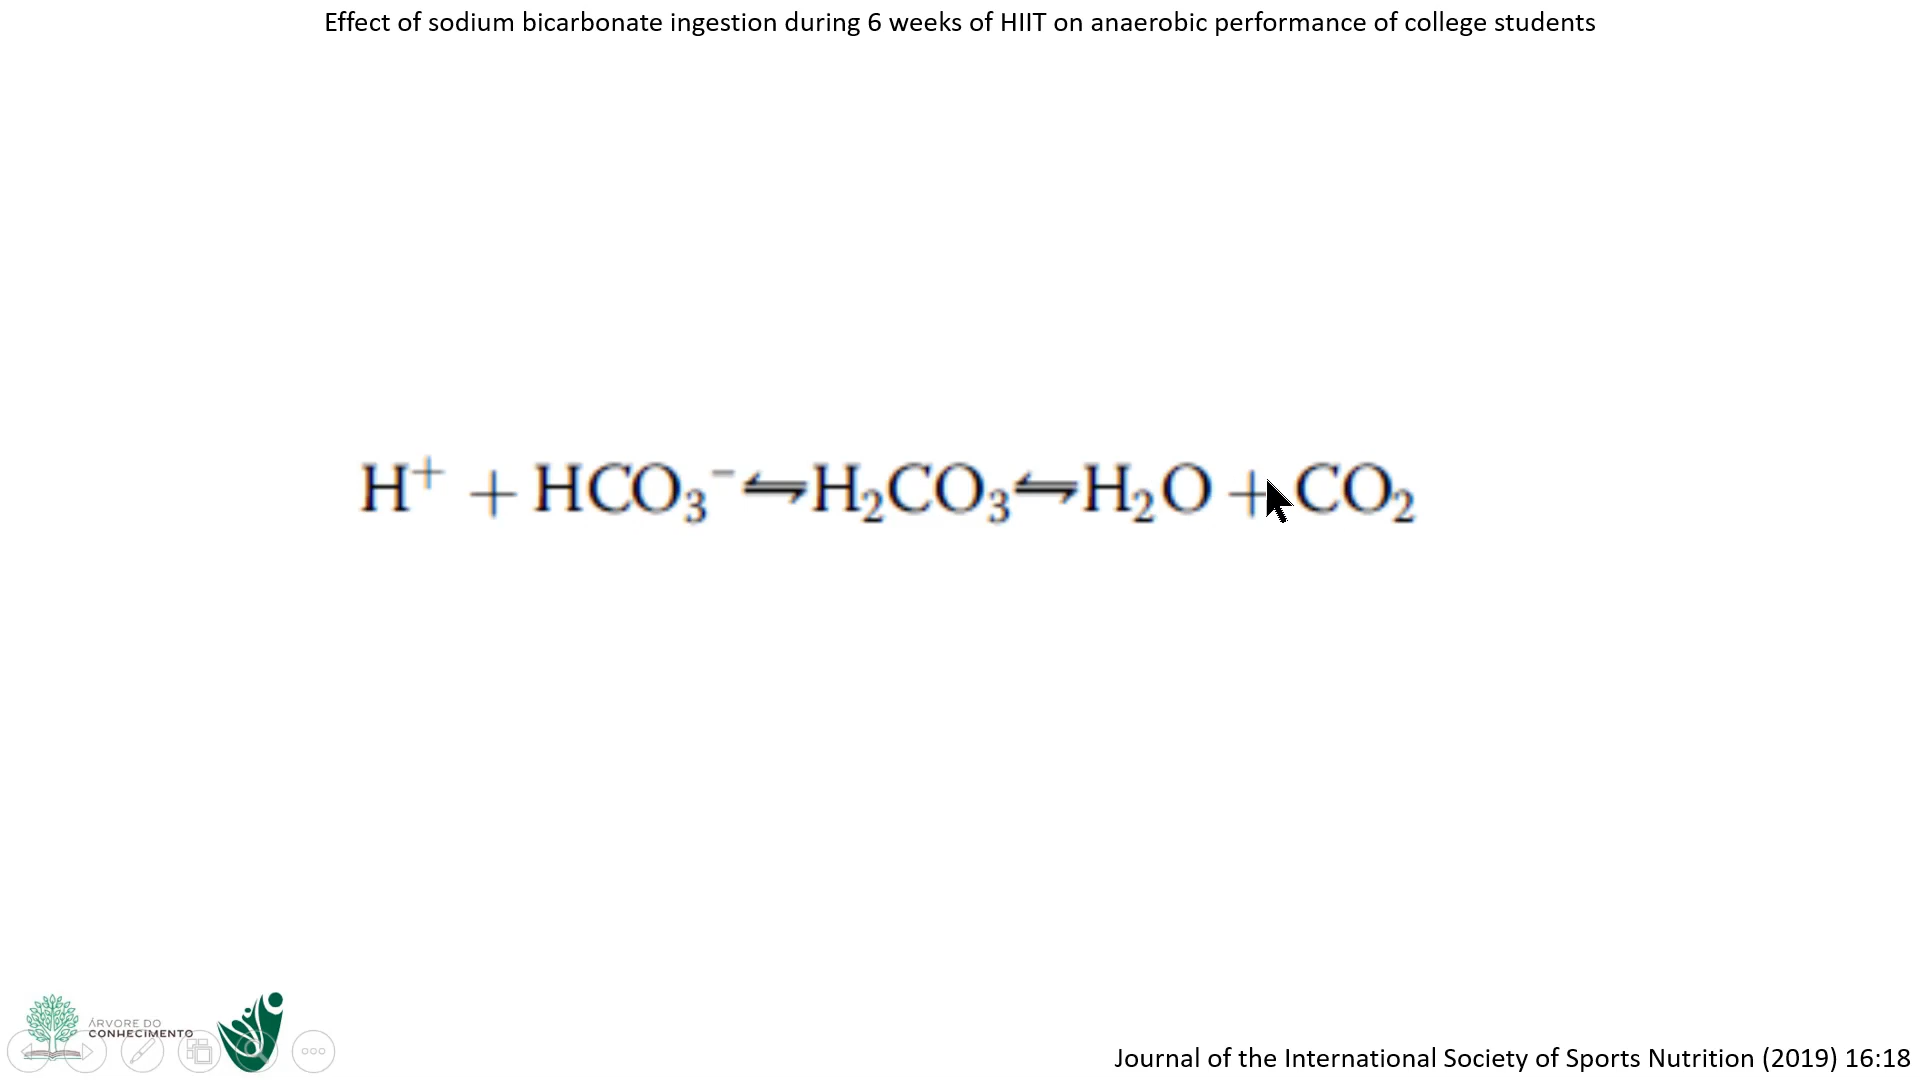 Effect of sodium bicarbonate ingestion during 6 weeks of HIIT on anaerobic performance of college students
H⁺ + HCO₃⁻ ⇋ H₂CO₃ ⇋ H₂O + CO₂
ÁRVORE DO
CONHECIMENTO
Journal of the International Society of Sports Nutrition (2019) 16:18